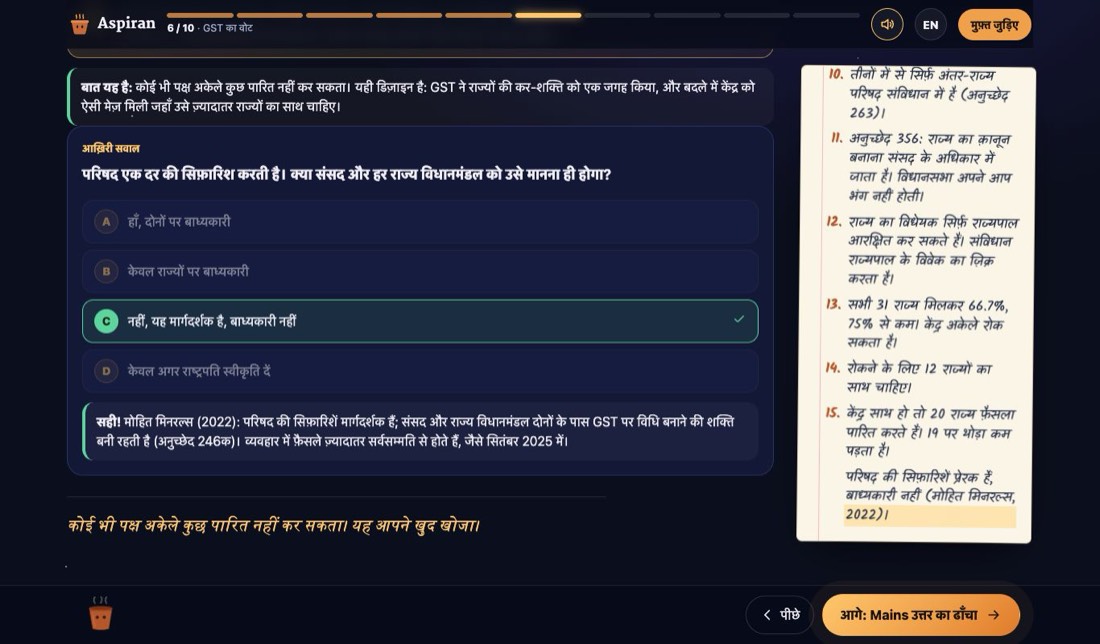 Aspiran
6 / 10 · GST का वोट
EN
मुफ़्त जुड़िए
बात यह है: कोई भी पक्ष अकेले कुछ पारित नहीं कर सकता। यही डिज़ाइन है: GST ने राज्यों की कर-शक्ति को एक जगह किया, और बदले में केंद्र को
ऐसी मेज़ मिली जहाँ उसे ज़्यादातर राज्यों का साथ चाहिए।
आख़िरी सवाल
परिषद एक दर की सिफ़ारिश करती है। क्या संसद और हर राज्य विधानमंडल को उसे मानना ही होगा?
A हाँ, दोनों पर बाध्यकारी
B केवल राज्यों पर बाध्यकारी
C नहीं, यह मार्गदर्शक है, बाध्यकारी नहीं
D केवल अगर राष्ट्रपति स्वीकृति दें
सही! मोहित मिनरल्स (2022): परिषद की सिफ़ारिशें मार्गदर्शक हैं; संसद और राज्य विधानमंडल दोनों के पास GST पर विधि बनाने की शक्ति
बनी रहती है (अनुच्छेद 246क)। व्यवहार में फ़ैसले ज़्यादातर सर्वसम्मति से होते हैं, जैसे सितंबर 2025 में।
कोई भी पक्ष अकेले कुछ पारित नहीं कर सकता। यह आपने खुद खोजा।
10. तीनों में से सिर्फ़ अंतर-राज्य
परिषद संविधान में है (अनुच्छेद
263)।
11. अनुच्छेद 356: राज्य का क़ानून
बनाना संसद के अधिकार में
जाता है। विधानसभा अपने आप
भंग नहीं होती।
12. राज्य का विधेयक सिर्फ़ राज्यपाल
आरक्षित कर सकते हैं। संविधान
राज्यपाल के विवेक का ज़िक्र
करता है।
13. सभी 31 राज्य मिलकर 66.7%,
75% से कम। केंद्र अकेले रोक
सकता है।
14. रोकने के लिए 12 राज्यों का
साथ चाहिए।
15. केंद्र साथ हो तो 20 राज्य फ़ैसला
पारित करते हैं। 19 पर थोड़ा कम
पड़ता है।
परिषद की सिफ़ारिशें प्रेरक हैं,
बाध्यकारी नहीं (मोहित मिनरल्स,
2022)।
पीछे
आगे: Mains उत्तर का ढाँचा